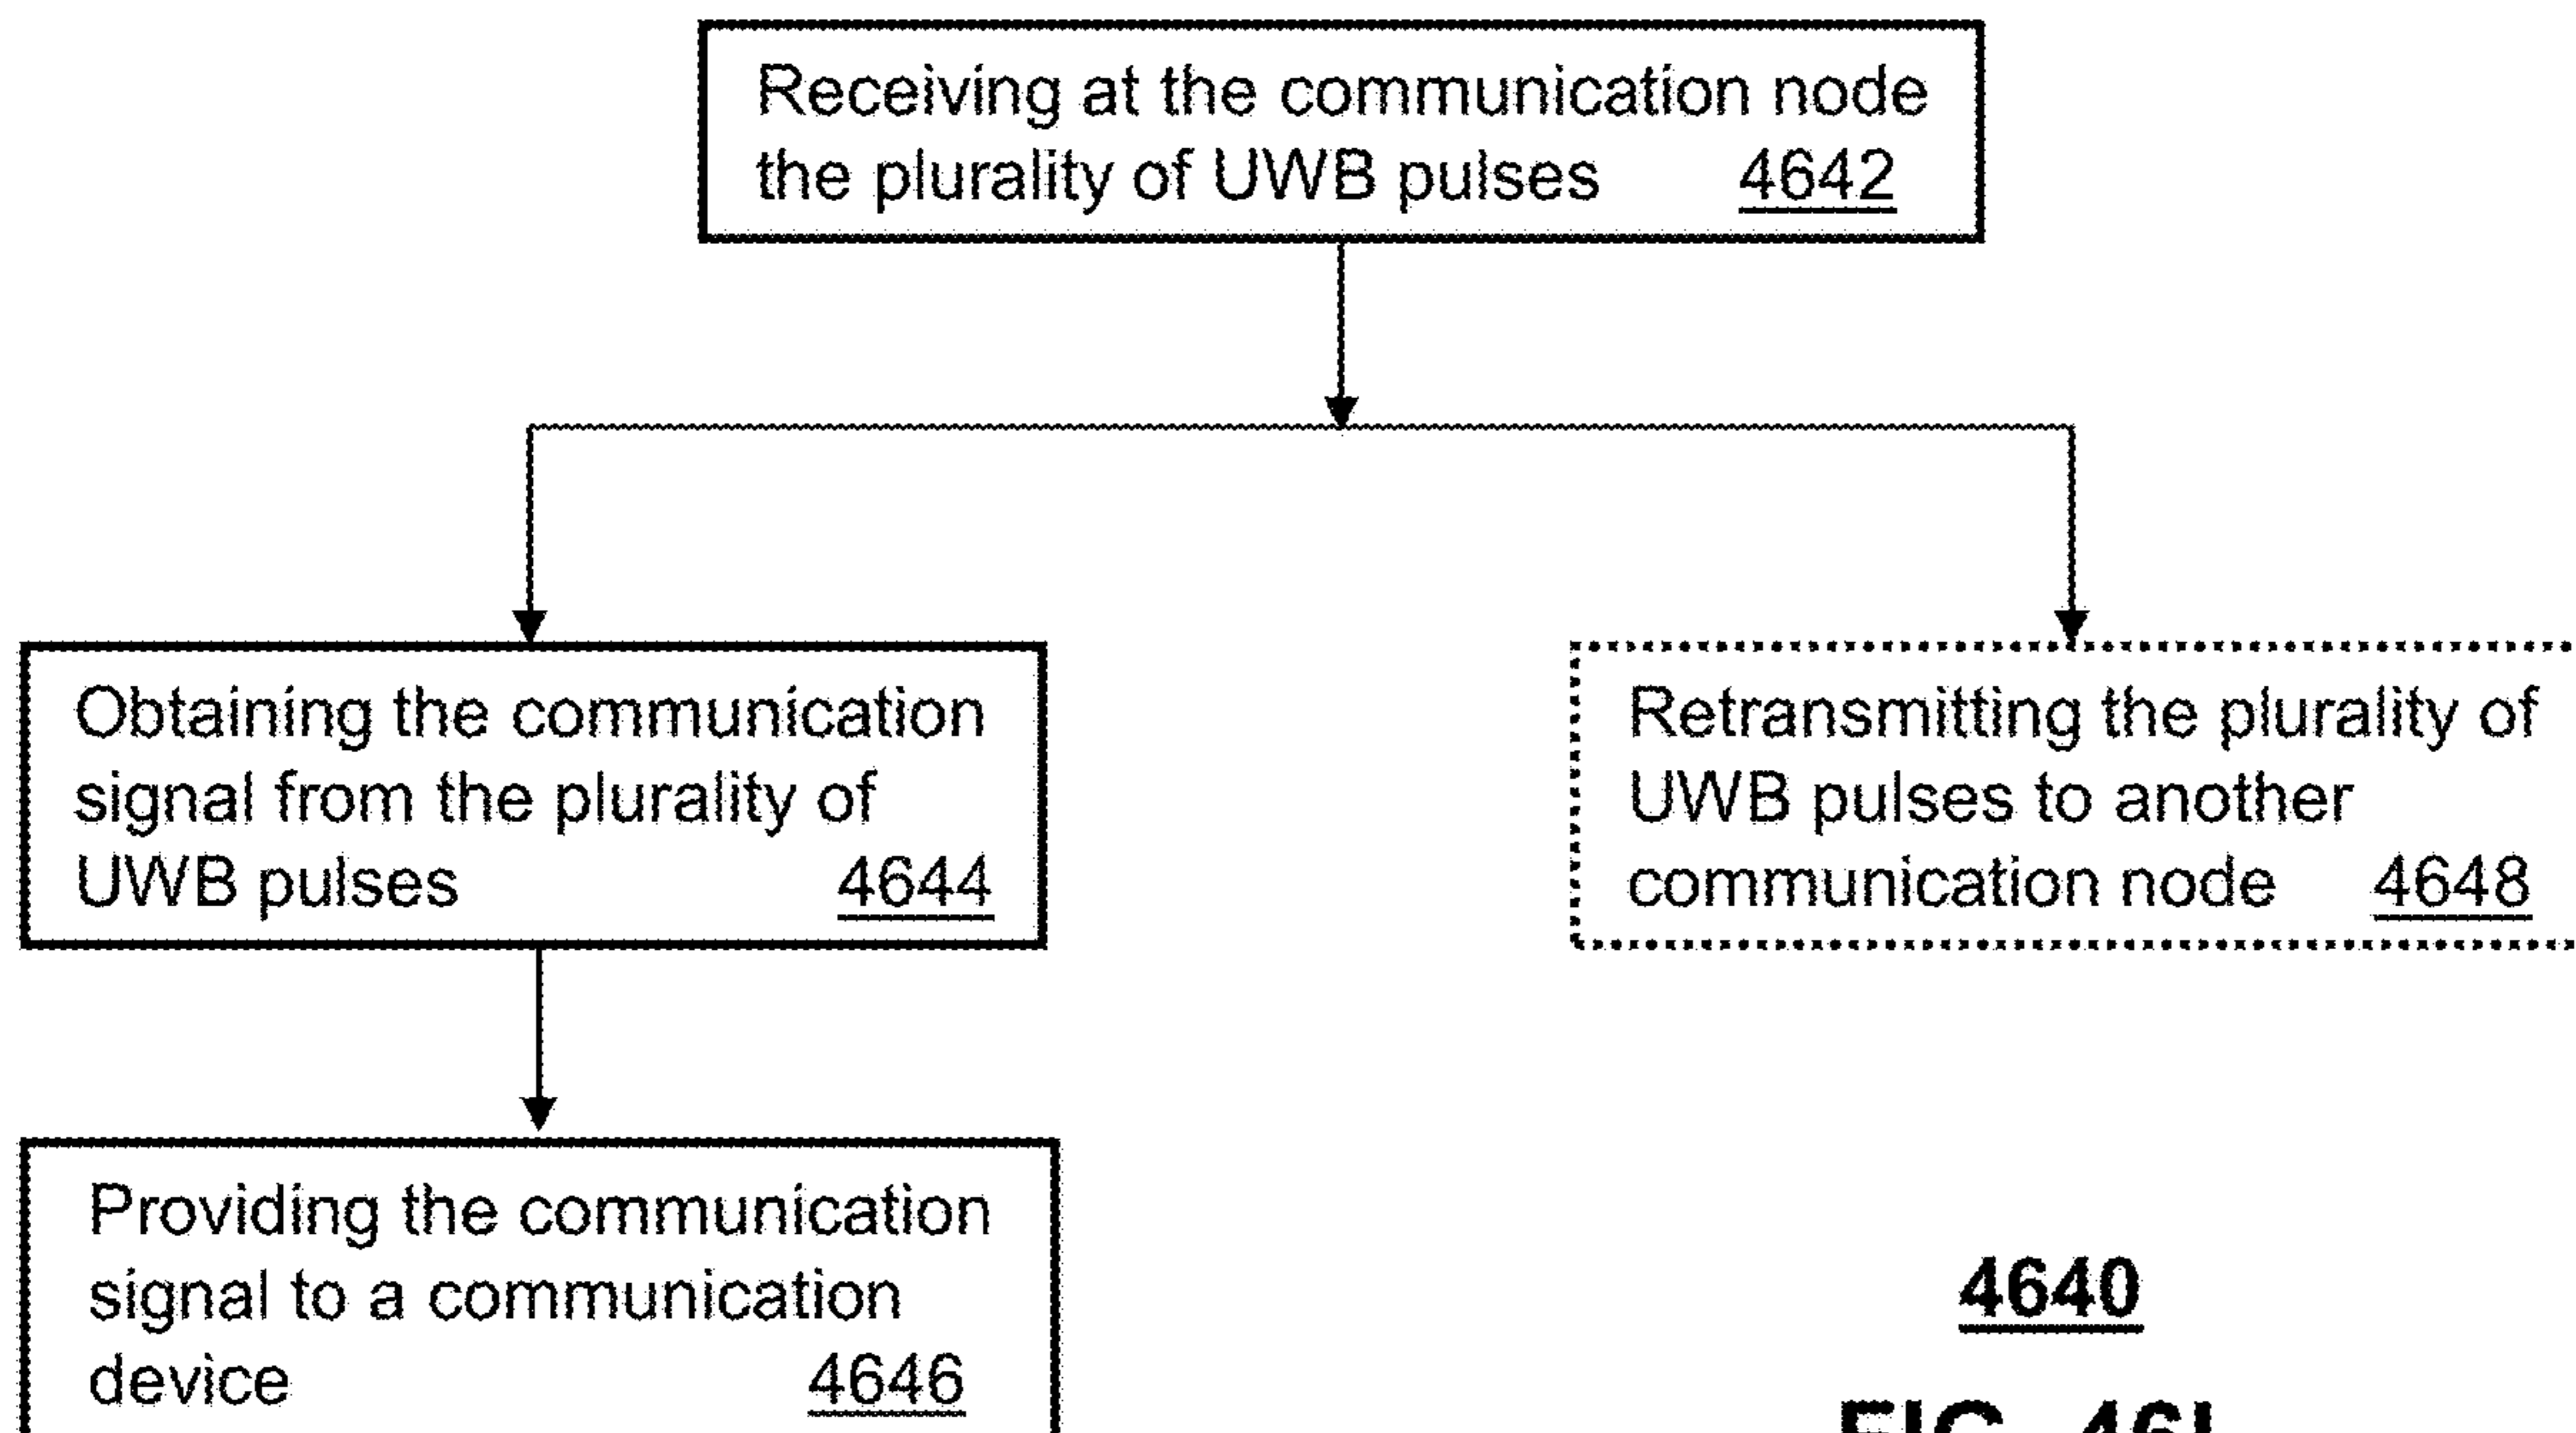 Receiving at the communication node
the plurality of UWB pulses 4642
Obtaining the communication
signal from the plurality of
UWB pulses 4644
Retransmitting the plurality of
UWB pulses to another
communication node 4648
Providing the communication
signal to a communication
device 4646
4640